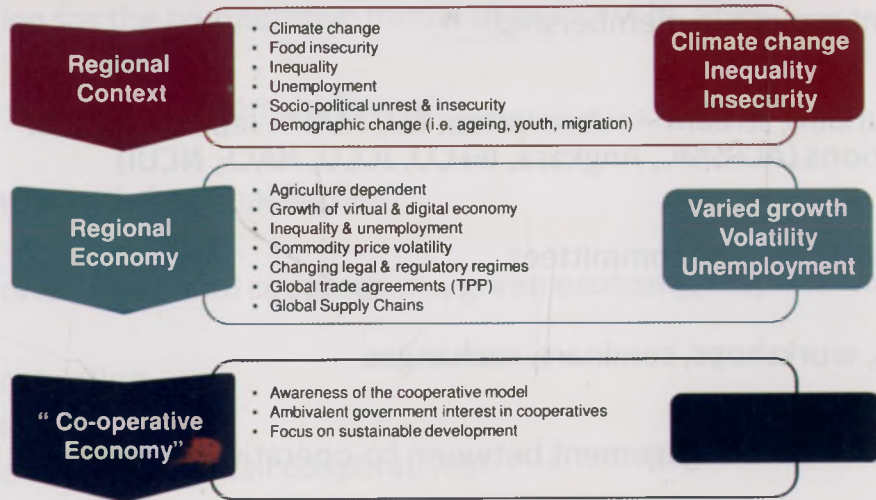 Regional
Context
• Climate change
• Food insecurity
• Inequality
• Unemployment
• Socio-political unrest & insecurity
• Demographic change (i.e. ageing, youth, migration)
Climate change
Inequality
Insecurity
Regional
Economy
• Agriculture dependent
• Growth of virtual & digital economy
• Inequality & unemployment
• Commodity price volatility
• Changing legal & regulatory regimes
• Global trade agreements (TPP)
• Global Supply Chains
Varied growth
Volatility
Unemployment
“ Co-operative
Economy”
• Awareness of the cooperative model
• Ambivalent government interest in cooperatives
• Focus on sustainable development